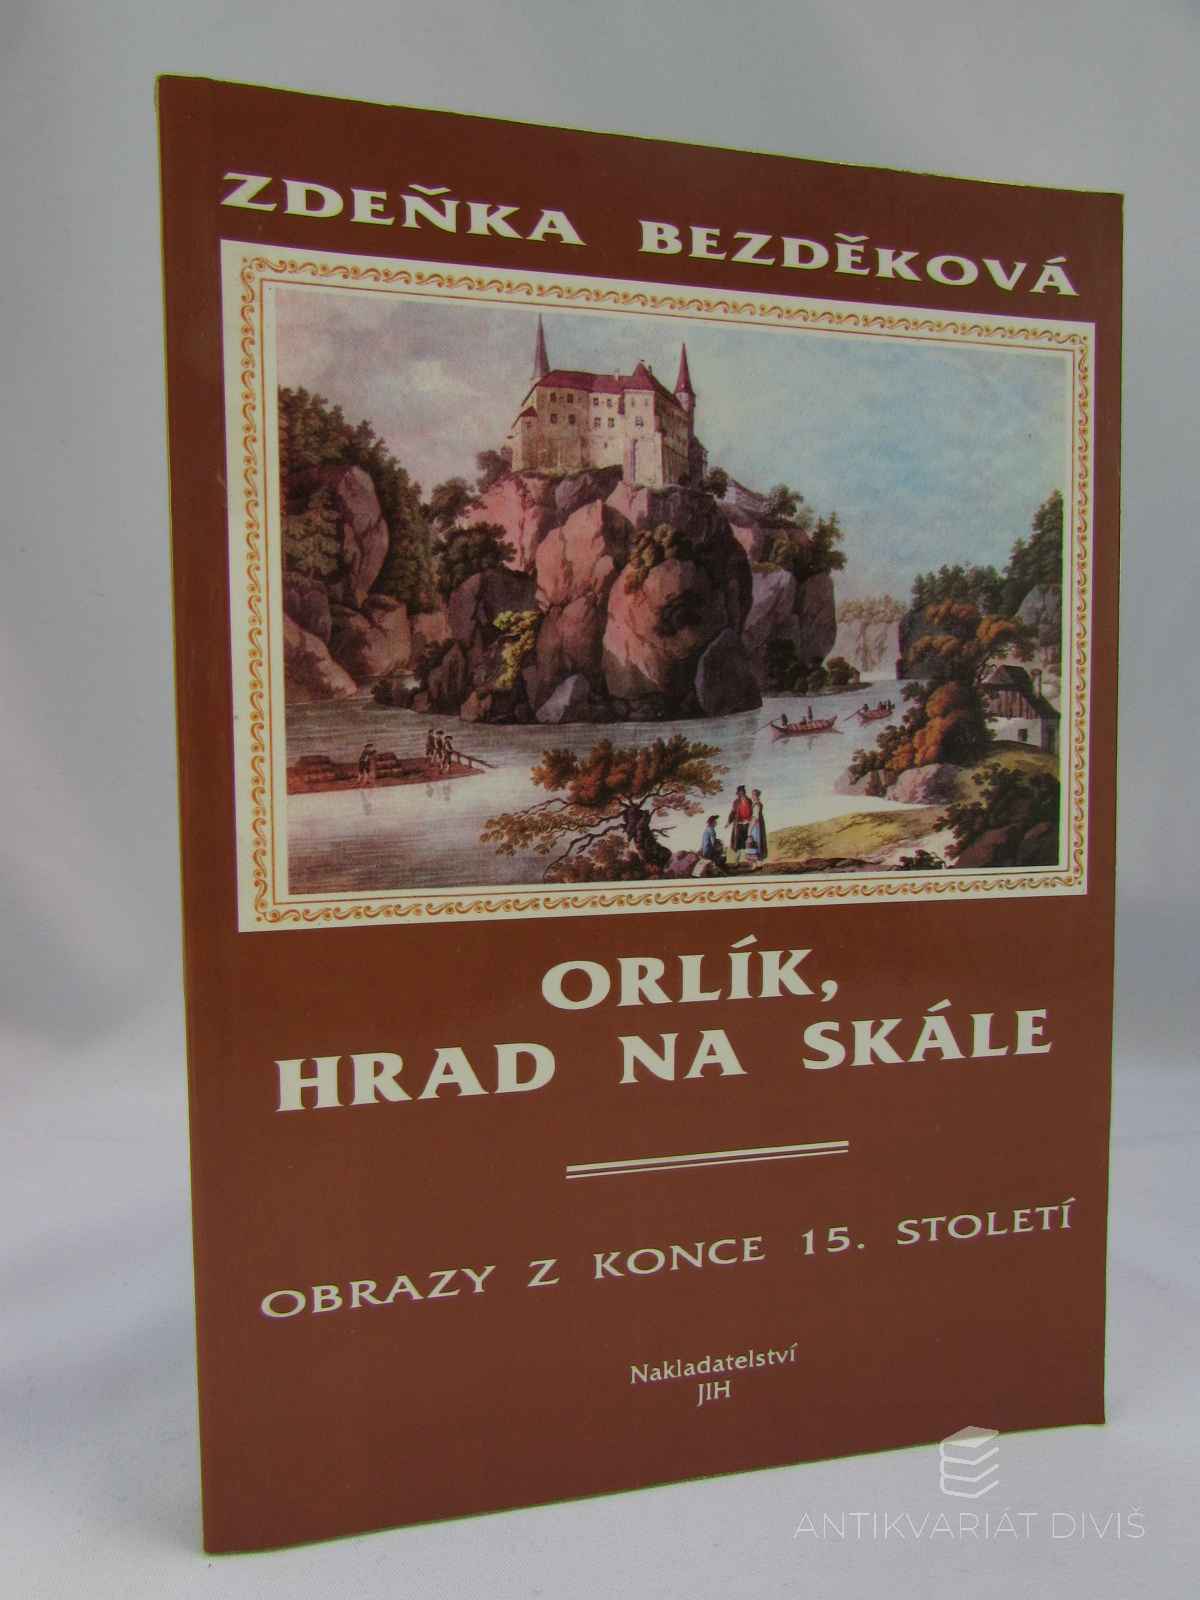 ZDEŇKA BEZDĚKOVÁ
ORLÍK,
HRAD NA SKÁLE
OBRAZY Z KONCE 15. STOLETÍ
Nakladatelství
JIH
ANTIKVARIÁT DIVIŠ